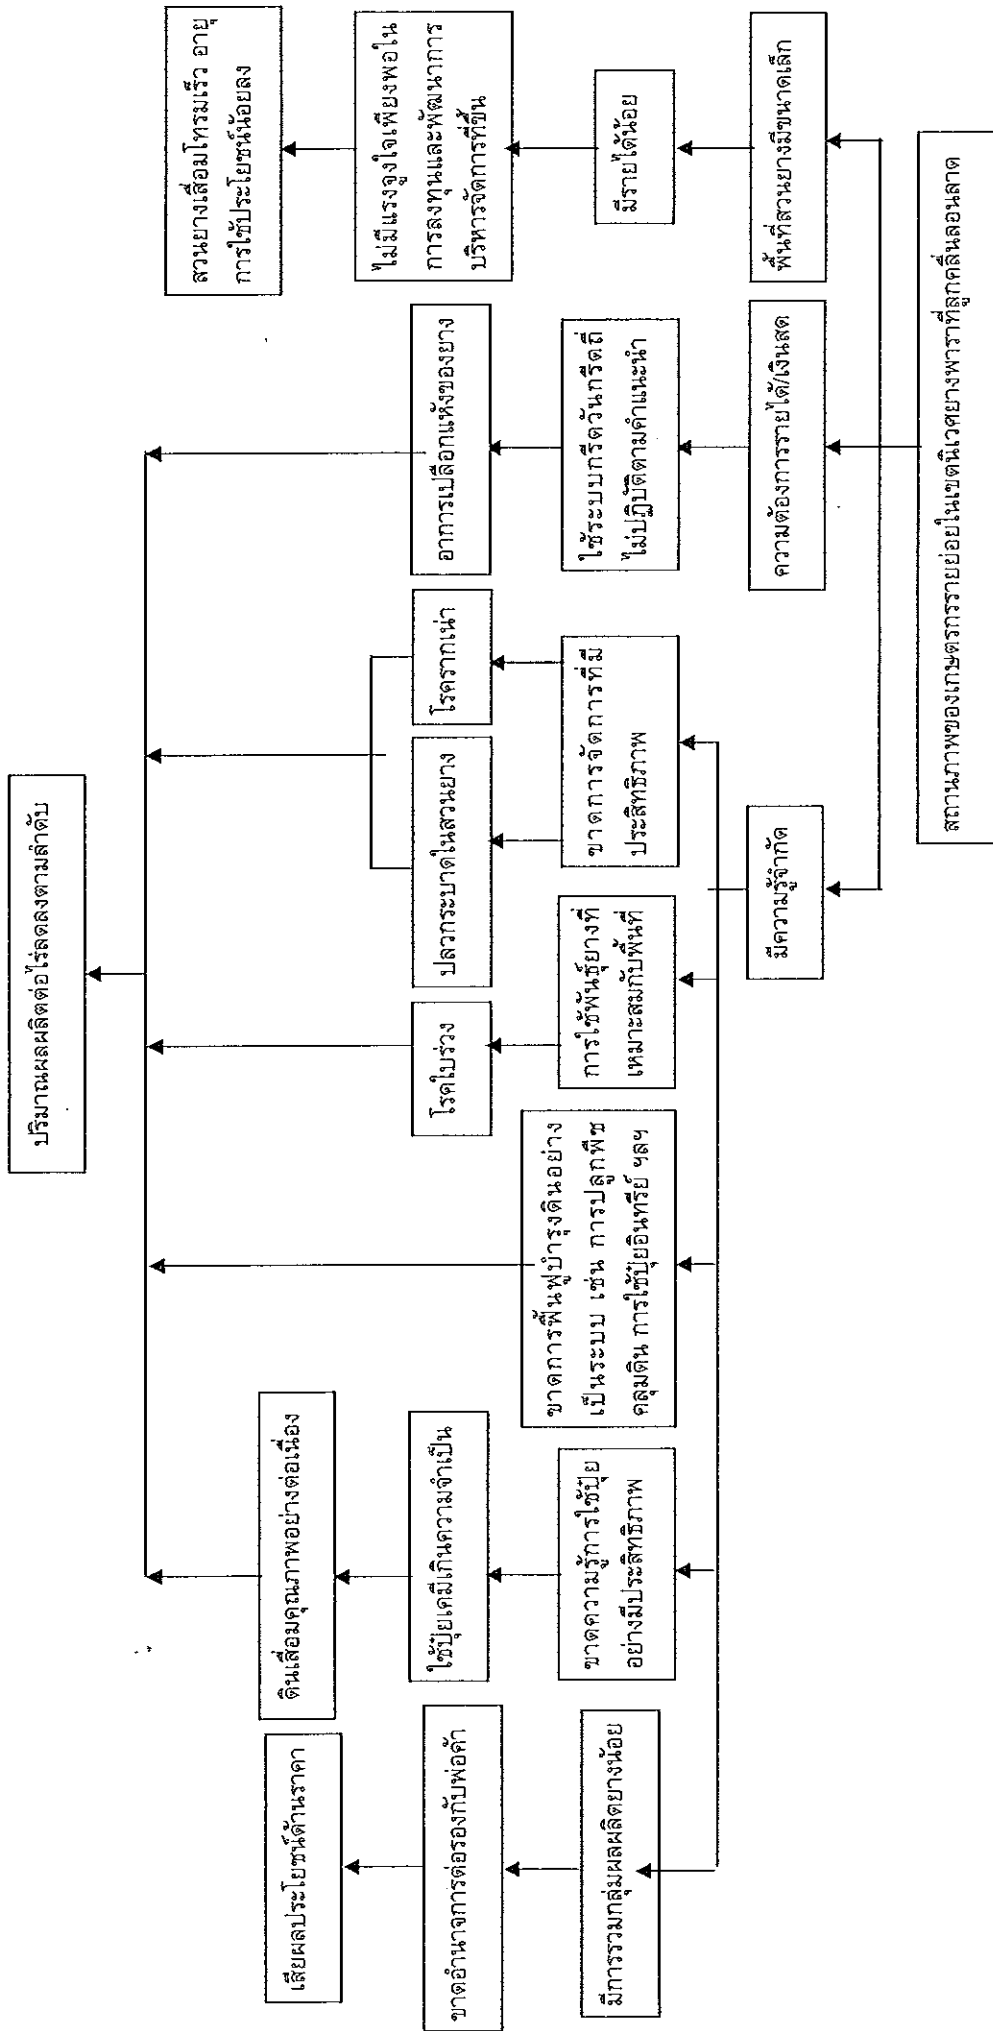 ปริมาณผลผลิตต่อไร่ลดลงตามลำดับ
เสียผลประโยชน์ด้านราคา
ดินเสื่อมคุณภาพอย่างต่อเนื่อง
สวนยางเสื่อมโทรมเร็ว อายุ
การใช้ประโยชน์น้อยลง
ขาดอำนาจการต่อรองกับพ่อค้า
ใช้ปุ๋ยเคมีเกินความจำเป็น
โรคใบร่วง
ปลวกระบาดในสวนยาง
โรครากเน่า
อาการเปลือกแห้งของยาง
ไม่มีแรงจูงใจเพียงพอใน
การลงทุนและพัฒนาการ
บริหารจัดการที่ขึ้น
มีการรวมกลุ่มผลผลิตยางน้อย
ขาดความรู้การใช้ปุ๋ย
อย่างมีประสิทธิภาพ
ขาดการฟื้นฟูบำรุงดินอย่าง
เป็นระบบ เช่น การปลูกพืช
คลุมดิน การใช้ปุ๋ยอินทรีย์ ฯลฯ
การใช้พันธุ์ยางที่
เหมาะสมกับพื้นที่
ขาดการจัดการที่มี
ประสิทธิภาพ
ใช้ระบบกรีดวันกรีดถี่
ไม่ปฏิบัติตามคำแนะนำ
มีรายได้น้อย
มีความรู้จำกัด
ความต้องการรายได้/เงินสด
พื้นที่สวนยางมีขนาดเล็ก
สถานภาพของเกษตรกรรายย่อยในเขตนิเวศยางพาราที่ลูกคลื่นลอนลาด